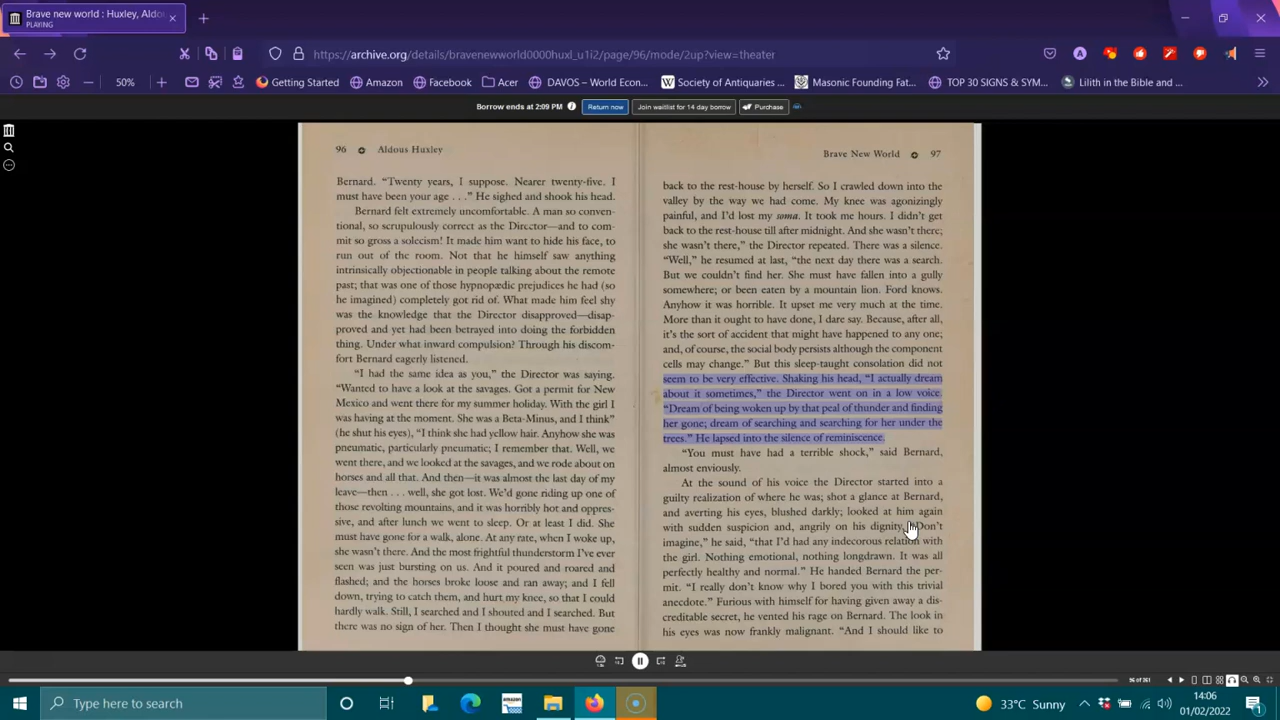 Brave new world : Huxley, Aldo
PLAYING
https://archive.org/details/bravenewworld0000huxl_u1i2/page/96/mode/2up?view=theater
50%
Getting Started
Amazon
Facebook
Acer
DAVOS – World Econ...
Society of Antiquaries ...
Masonic Founding Fat...
TOP 30 SIGNS & SYM...
Lilith in the Bible and ...
Borrow ends at 2:09 PM
Return now
Join waitlist for 14 day borrow
Purchase
96 Aldous Huxley
Bernard. “Twenty years, I suppose. Nearer twenty-five. I
must have been your age . . .” He sighed and shook his head.
Bernard felt extremely uncomfortable. A man so conven-
tional, so scrupulously correct as the Director—and to com-
mit so gross a solecism! It made him want to hide his face, to
run out of the room. Not that he himself saw anything
intrinsically objectionable in people talking about the remote
past; that was one of those hypnopædic prejudices he had (so
he imagined) completely got rid of. What made him feel shy
was the knowledge that the Director disapproved—disap-
proved and yet had been betrayed into doing the forbidden
thing. Under what inward compulsion? Through his discom-
fort Bernard eagerly listened.
“I had the same idea as you,” the Director was saying.
“Wanted to have a look at the savages. Got a permit for New
Mexico and went there for my summer holiday. With the girl I
was having at the moment. She was a Beta-Minus, and I think”
(he shut his eyes), “I think she had yellow hair. Anyhow she was
pneumatic, particularly pneumatic; I remember that. Well, we
went there, and we looked at the savages, and we rode about on
horses and all that. And then—it was almost the last day of my
leave—then . . . well, she got lost. We’d gone riding up one of
those revolting mountains, and it was horribly hot and oppres-
sive, and after lunch we went to sleep. Or at least I did. She
must have gone for a walk, alone. At any rate, when I woke up,
she wasn’t there. And the most frightful thunderstorm I’ve ever
seen was just bursting on us. And it poured and roared and
flashed; and the horses broke loose and ran away; and I fell
down, trying to catch them, and hurt my knee, so that I could
hardly walk. Still, I searched and I shouted and I searched. But
there was no sign of her. Then I thought she must have gone
Brave New World 97
back to the rest-house by herself. So I crawled down into the
valley by the way we had come. My knee was agonizingly
painful, and I’d lost my soma. It took me hours. I didn’t get
back to the rest-house till after midnight. And she wasn’t there;
she wasn’t there,” the Director repeated. There was a silence.
“Well,” he resumed at last, “the next day there was a search.
But we couldn’t find her. She must have fallen into a gully
somewhere; or been eaten by a mountain lion. Ford knows.
Anyhow it was horrible. It upset me very much at the time.
More than it ought to have done, I dare say. Because, after all,
it’s the sort of accident that might have happened to any one;
and, of course, the social body persists although the component
cells may change.” But this sleep-taught consolation did not
seem to be very effective. Shaking his head, “I actually dream
about it sometimes,” the Director went on in a low voice.
“Dream of being woken up by that peal of thunder and finding
her gone; dream of searching and searching for her under the
trees.” He lapsed into the silence of reminiscence.
“You must have had a terrible shock,” said Bernard,
almost enviously.
At the sound of his voice the Director started into a
guilty realization of where he was; shot a glance at Bernard,
and averting his eyes, blushed darkly; looked at him again
with sudden suspicion and, angrily on his dignity, “Don’t
imagine,” he said, “that I’d had any indecorous relation with
the girl. Nothing emotional, nothing longdrawn. It was all
perfectly healthy and normal.” He handed Bernard the per-
mit. “I really don’t know why I bored you with this trivial
anecdote.” Furious with himself for having given away a dis-
creditable secret, he vented his rage on Bernard. The look in
his eyes was now frankly malignant. “And I should like to
Type here to search
amazon
33°C Sunny
14:06
01/02/2022